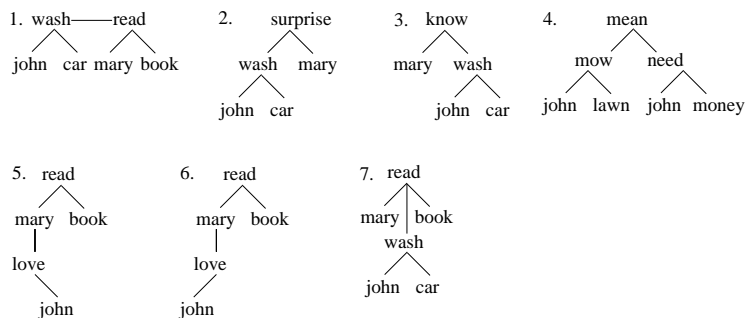 1. wash read 2. surprise 3. know 4. mean
john car mary book wash mary mary wash mow need
john car john car john lawn john money
5. read 6. read 7. read
mary book mary book mary book
love love wash
john john john car